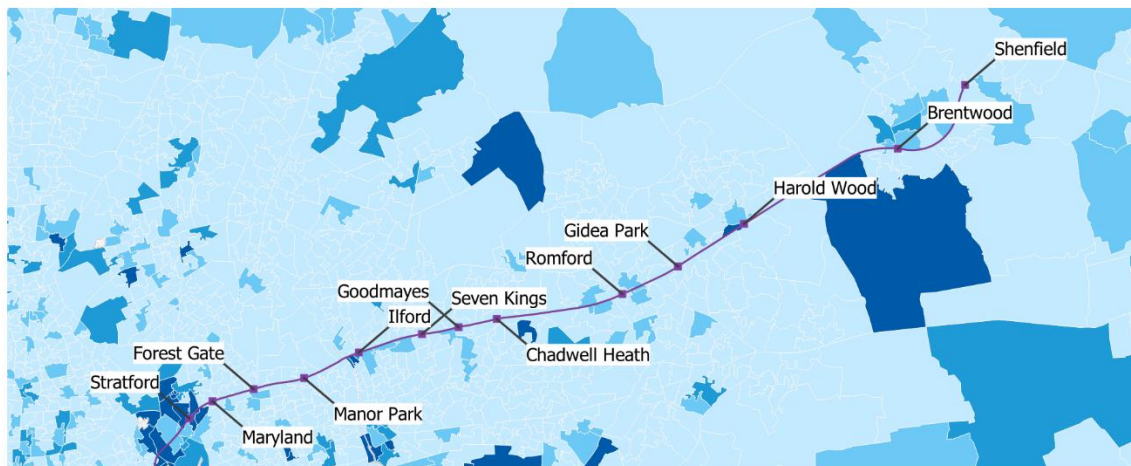 Shenfield
Brentwood
Harold Wood
Gidea Park
Romford
Goodmayes
Seven Kings
Ilford
Chadwell Heath
Forest Gate
Stratford
Manor Park
Maryland